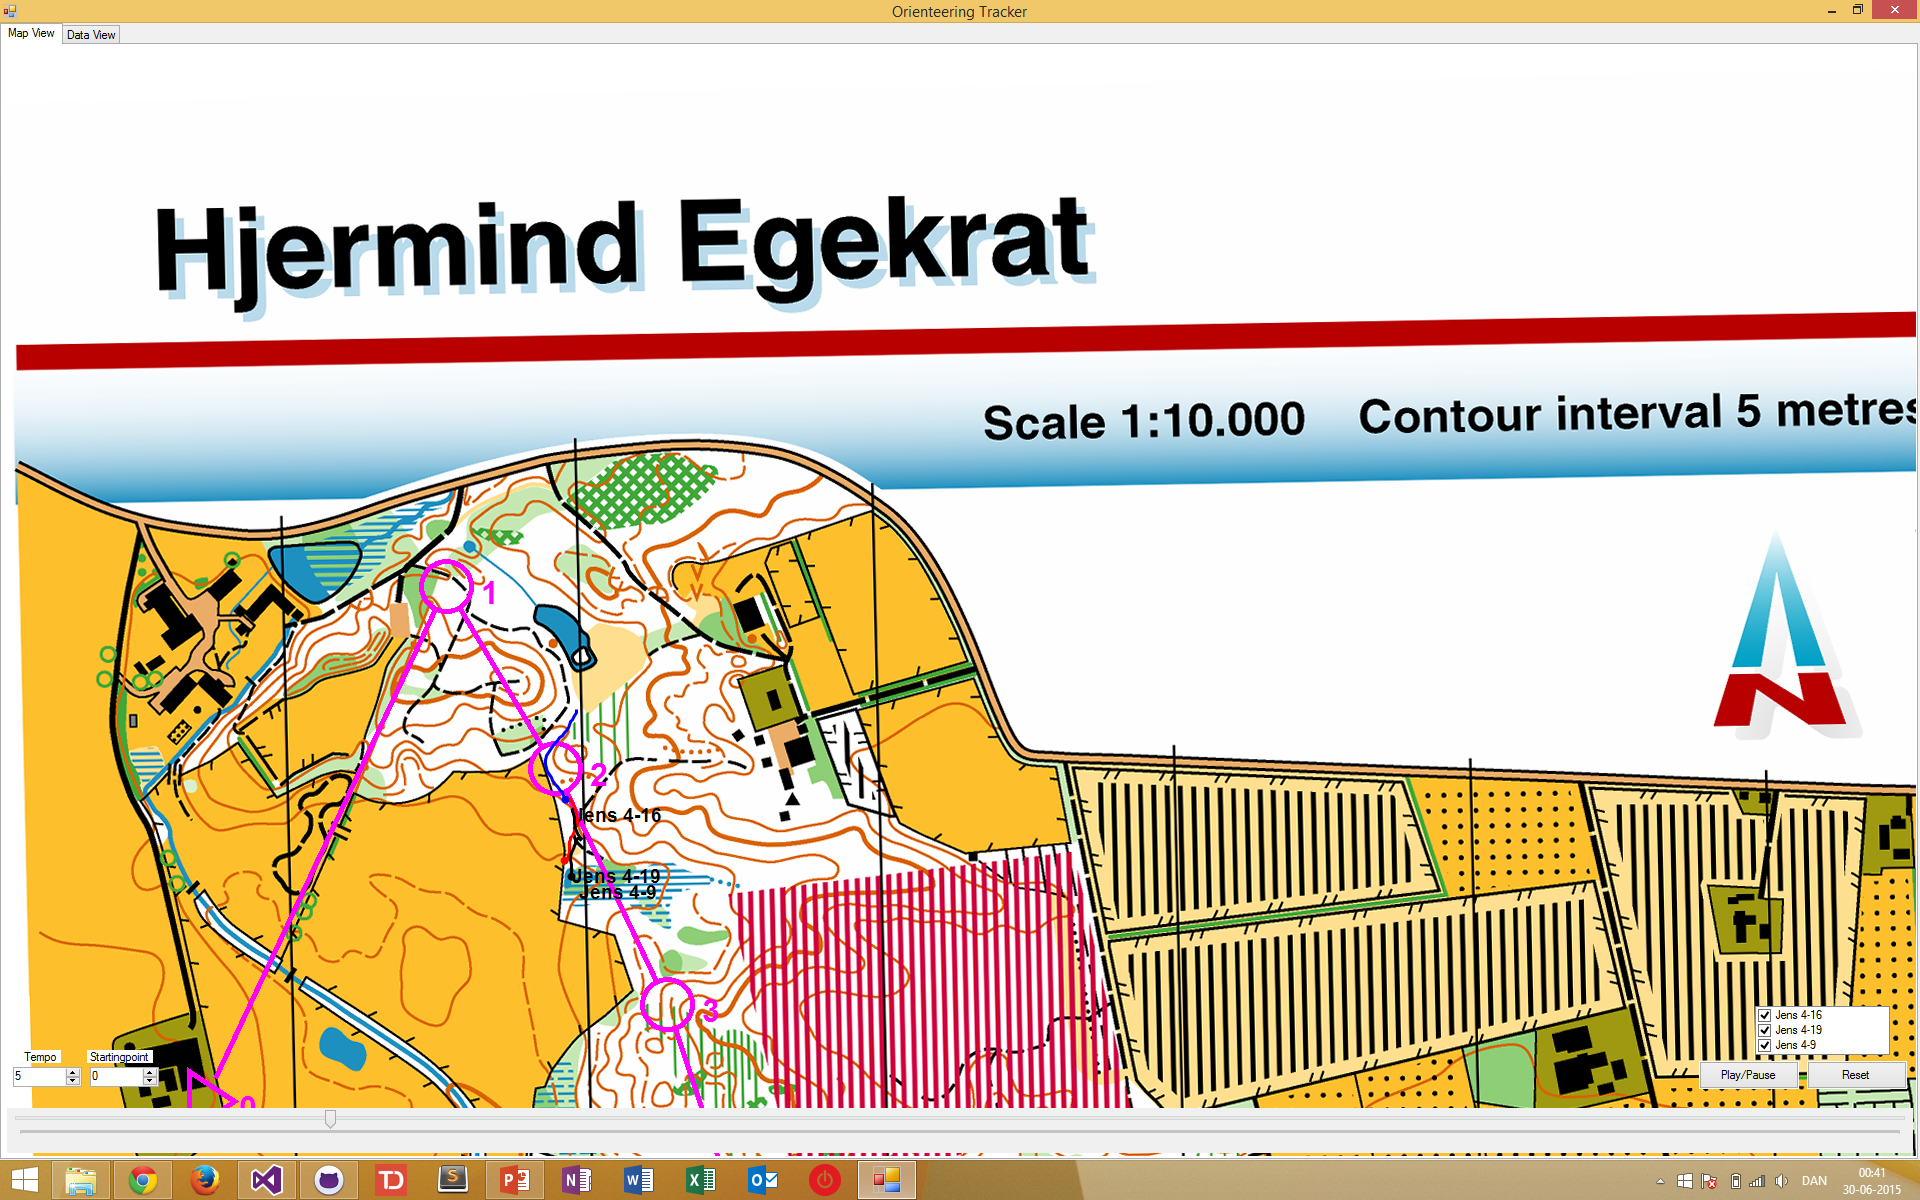 Orienteering Tracker
Map View
Data View
Hjermind Egekrat
Scale 1:10.000 Contour interval 5 metres
N
1
2
Jens 4-16
Jens 4-19
Jens 4-9
3
0
Tempo
5
Startingpoint
0
Jens 4-16
Jens 4-19
Jens 4-9
Play/Pause
Reset
TD
S
P
N
W
X
O
DAN
00:41
30-06-2015